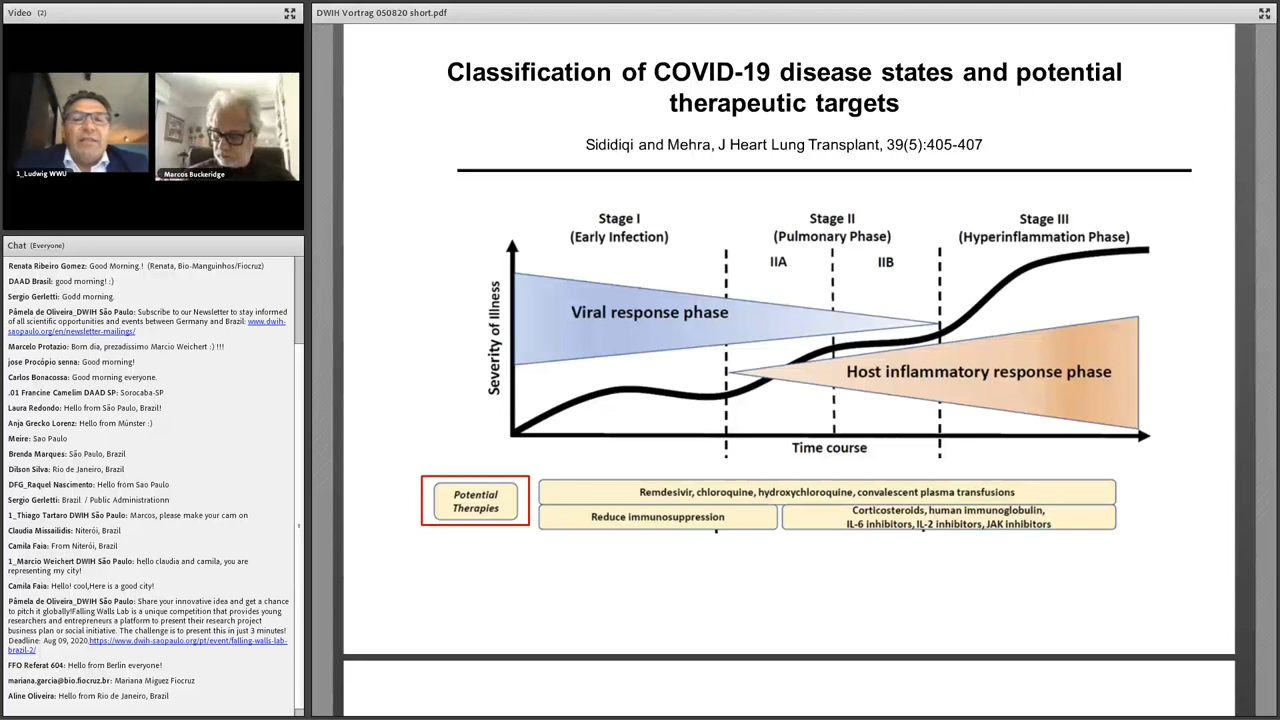 Video (2)
1_Ludwig WWU
Marcos Buckeridge
Chat (Everyone)
Renata Ribeiro Gomez: Good Morning.! (Renata, Bio-Manguinhos/Fiocruz)
DAAD Brasil: good morning! :)
Sergio Gerletti: Godd morning.
Pâmela de Oliveira_DWIH São Paulo: Subscribe to our Newsletter to stay informed
of all scientific opportunities and events between Germany and Brazil: www.dwih-
saopaulo.org/en/newsletter-mailings/
Marcelo Protazio: Bom dia, prezadissimo Marcio Weichert :) !!!
jose Procópio senna: Good morning!
Carlos Bonacossa: Good morning everyone.
.01 Francine Camelim DAAD SP: Sorocaba-SP
Laura Redondo: Hello from São Paulo, Brazil!
Anja Grecko Lorenz: Hello from Münster :)
Meire: Sao Paulo
Brenda Marques: São Paulo, Brazil
Dilson Silva: Rio de Janeiro, Brazil
DFG_Raquel Nascimento: Hello from Sao Paulo
Sergio Gerletti: Brazil / Public Administrationn
1_Thiago Tartaro DAAD SP: Marcos, please make your cam on
Claudia Missailidis: Niterói, Brazil
Camila Faia: From Niterói, Brazil
1_Marcio Weichert DWIH São Paulo: hello claudia and camila, you are
representing my city!
Camila Faia: Hello! cool,Here is a good city!
Pâmela de Oliveira_DWIH São Paulo: Share your innovative idea and get a chance
to pitch it globally!Falling Walls Lab is a unique competition that provides young
researchers and entrepreneurs a platform to present their research project
business plan or social initiative. The challenge is to present this in just 3 minutes!
Deadline: Aug 09, 2020.https://www.dwih-saopaulo.org/pt/event/falling-walls-lab-
brazil-2/
FFO Referat 604: Hello from Berlin everyone!
mariana.garcia@bio.fiocruz.br: Mariana Miguez Fiocruz
Aline Oliveira: Hello from Rio de Janeiro, Brazil
DWIH Vortrag 050820 short.pdf
Classification of COVID-19 disease states and potential
therapeutic targets
Sididiqi and Mehra, J Heart Lung Transplant, 39(5):405-407
Stage I
(Early Infection)
Stage II
(Pulmonary Phase)
Stage III
(Hyperinflammation Phase)
IIA
IIB
Severity of Illness
Viral response phase
Host inflammatory response phase
Time course
Potential
Therapies
Remdesivir, chloroquine, hydroxychloroquine, convalescent plasma transfusions
Reduce immunosuppression
Corticosteroids, human immunoglobulin,
IL-6 inhibitors, IL-2 inhibitors, JAK inhibitors